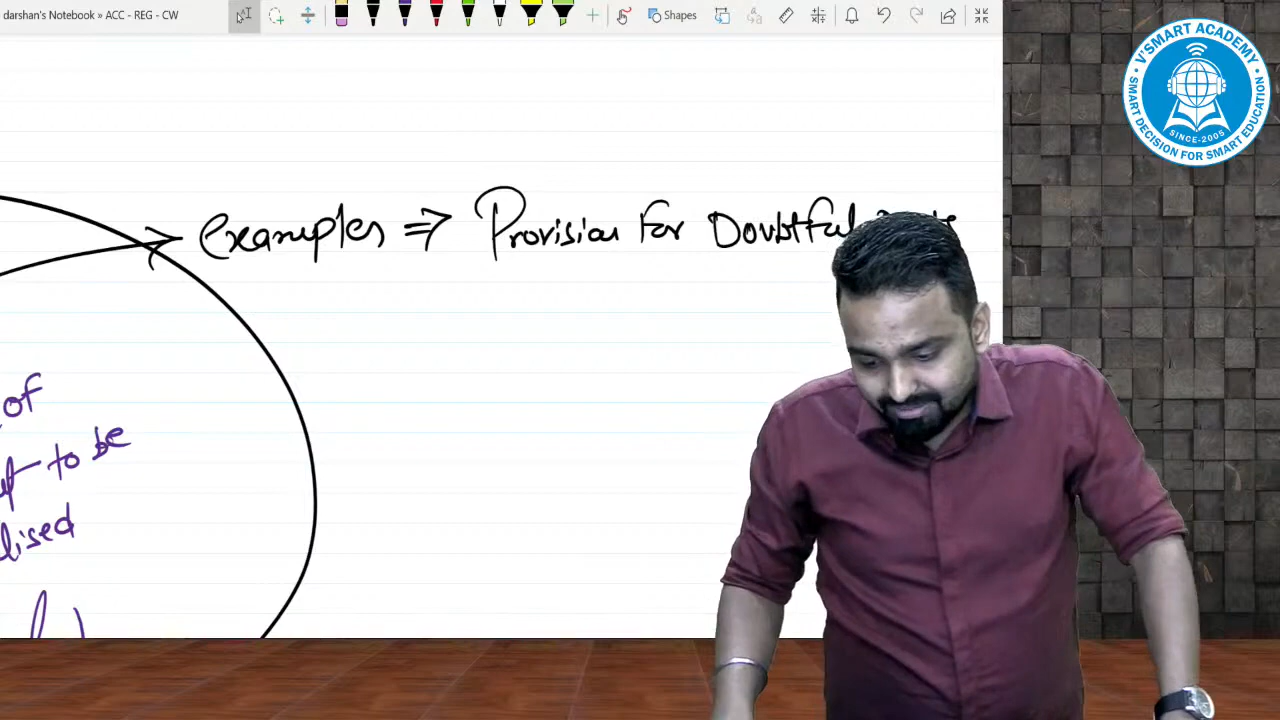 darshan's Notebook » ACC - REG - CW
Shapes
V'SMART ACADEMY
SMART DECISION FOR SMART EDUCATION
SINCE-2005
examples ⇒ Provision For Doubtful
of
to be
lised